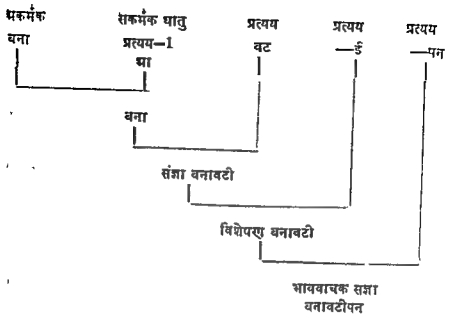 अकर्मक सकर्मक धातु प्रत्यय प्रत्यय प्रत्यय
बना प्रत्यय—1 वट —ई —पन
आ
बना
संज्ञा बनावटी
विशेषण बनावटी
भाववाचक संज्ञा
बनावटीपन